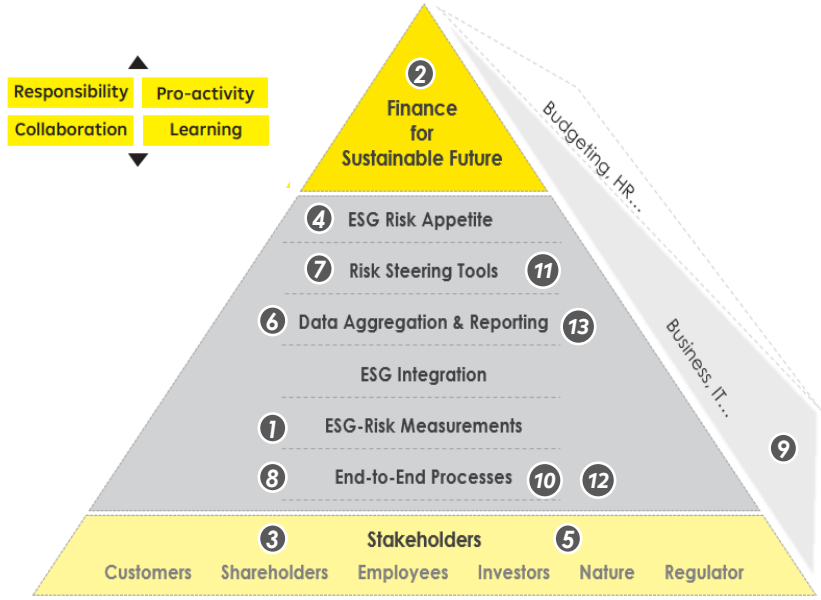 2
Finance
for
Sustainable Future
Responsibility
Pro-activity
Collaboration
Learning
Budgeting, HR...
4 ESG Risk Appetite
7 Risk Steering Tools 11
6 Data Aggregation & Reporting 13
ESG Integration
Business, IT...
1 ESG-Risk Measurements
9
8 End-to-End Processes 10 12
3 Stakeholders 5
Customers Shareholders Employees Investors Nature Regulator